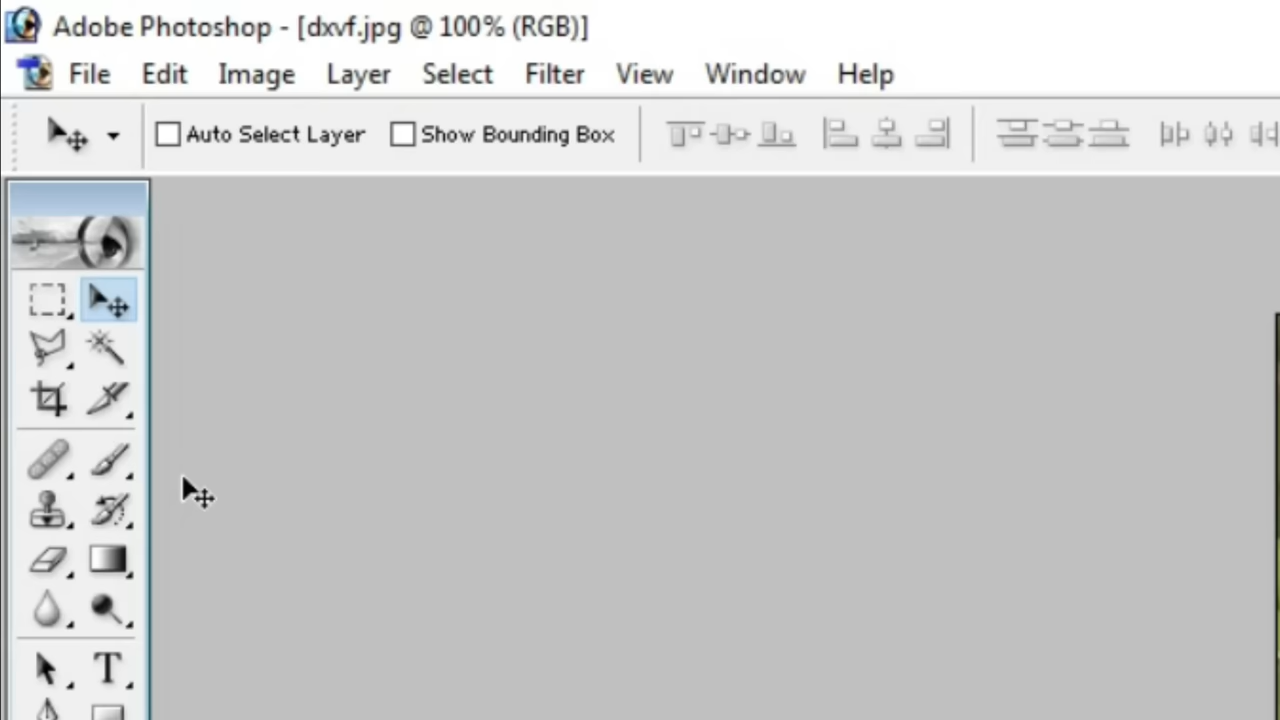 Adobe Photoshop - [dxvf.jpg @ 100% (RGB)]
File Edit Image Layer Select Filter View Window Help
Auto Select Layer Show Bounding Box
T